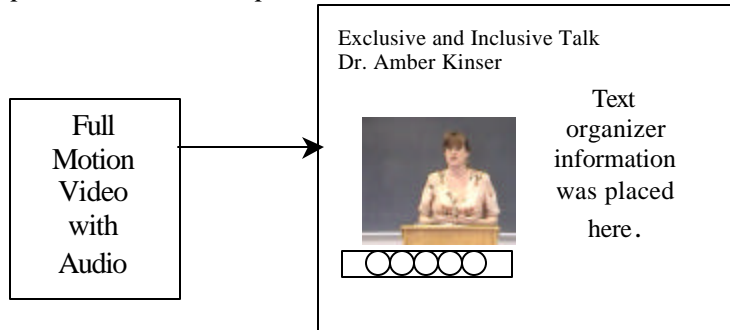 Exclusive and Inclusive Talk
Dr. Amber Kinser
Full
Motion
Video
with
Audio
Text
organizer
information
was placed
here.